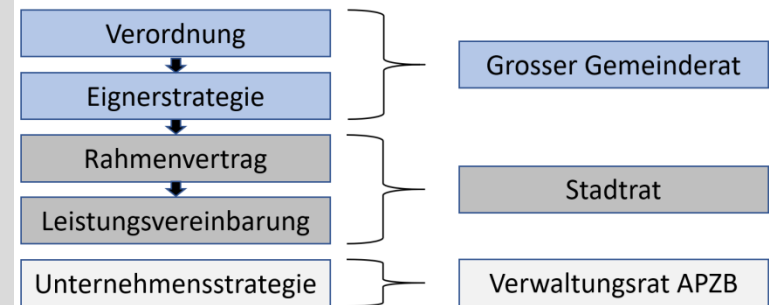 Verordnung
Eignerstrategie
Rahmenvertrag
Leistungsvereinbarung
Unternehmensstrategie
Grosser Gemeinderat
Stadtrat
Verwaltungsrat APZB